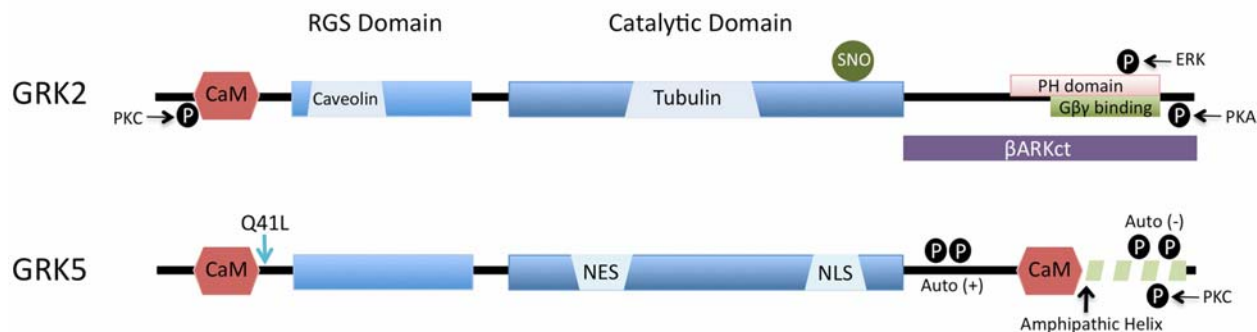 RGS Domain
Catalytic Domain
GRK2
PKC
P
CaM
Caveolin
Tubulin
SNO
P
ERK
PH domain
Gβγ binding
P
PKA
βARKct
GRK5
Q41L
CaM
NES
NLS
P P
Auto (+)
CaM
Auto (-)
P P
P
PKC
Amphipathic Helix